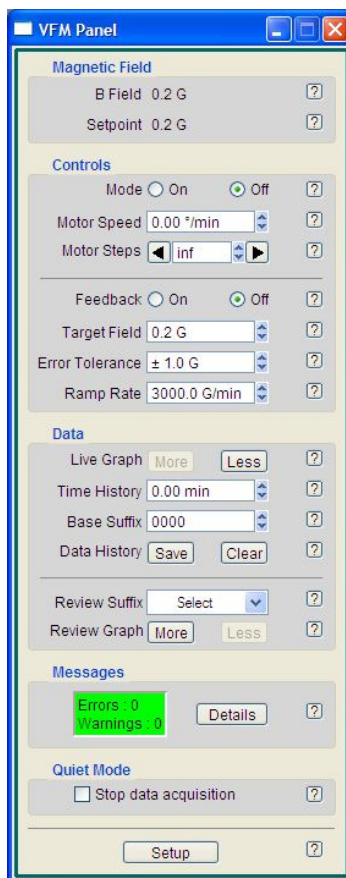 VFM Panel
Magnetic Field
B Field 0.2 G ?
Setpoint 0.2 G ?
Controls
Mode On Off ?
Motor Speed 0.00 °/min ?
Motor Steps inf ?
Feedback On Off ?
Target Field 0.2 G ?
Error Tolerance ± 1.0 G ?
Ramp Rate 3000.0 G/min ?
Data
Live Graph More Less ?
Time History 0.00 min ?
Base Suffix 0000 ?
Data History Save Clear ?
Review Suffix Select ?
Review Graph More Less ?
Messages
Errors : 0
Warnings : 0
Details ?
Quiet Mode
Stop data acquisition ?
Setup ?